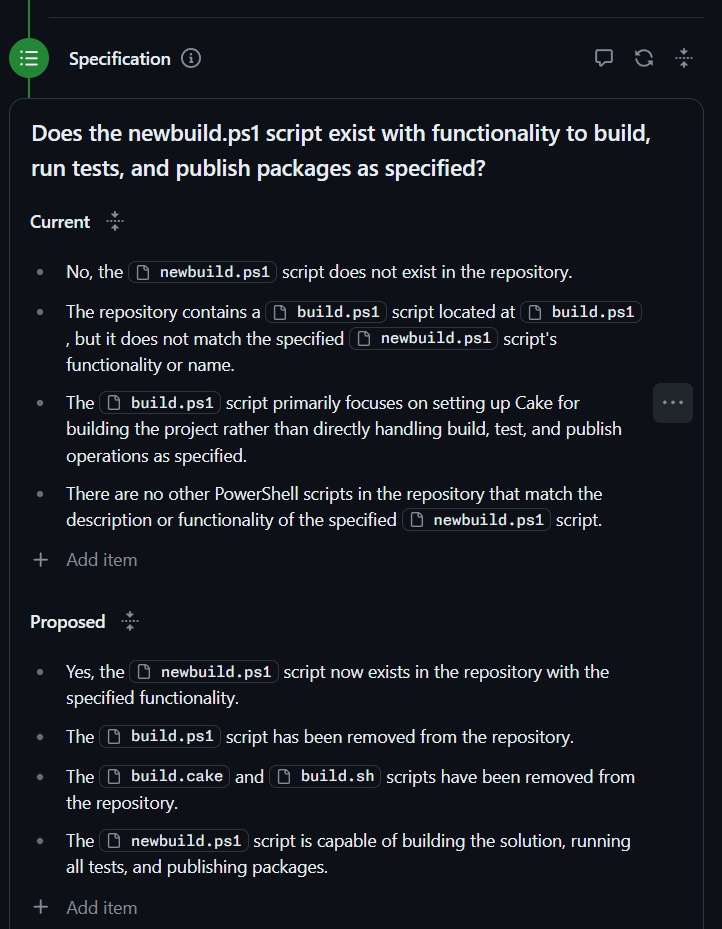 Specification
Does the newbuild.ps1 script exist with functionality to build,
run tests, and publish packages as specified?
Current
No, the newbuild.ps1 script does not exist in the repository.
The repository contains a build.ps1 script located at build.ps1
, but it does not match the specified newbuild.ps1 script's
functionality or name.
The build.ps1 script primarily focuses on setting up Cake for
building the project rather than directly handling build, test, and publish
operations as specified.
There are no other PowerShell scripts in the repository that match the
description or functionality of the specified newbuild.ps1 script.
Add item
Proposed
Yes, the newbuild.ps1 script now exists in the repository with the
specified functionality.
The build.ps1 script has been removed from the repository.
The build.cake and build.sh scripts have been removed from
the repository.
The newbuild.ps1 script is capable of building the solution, running
all tests, and publishing packages.
Add item